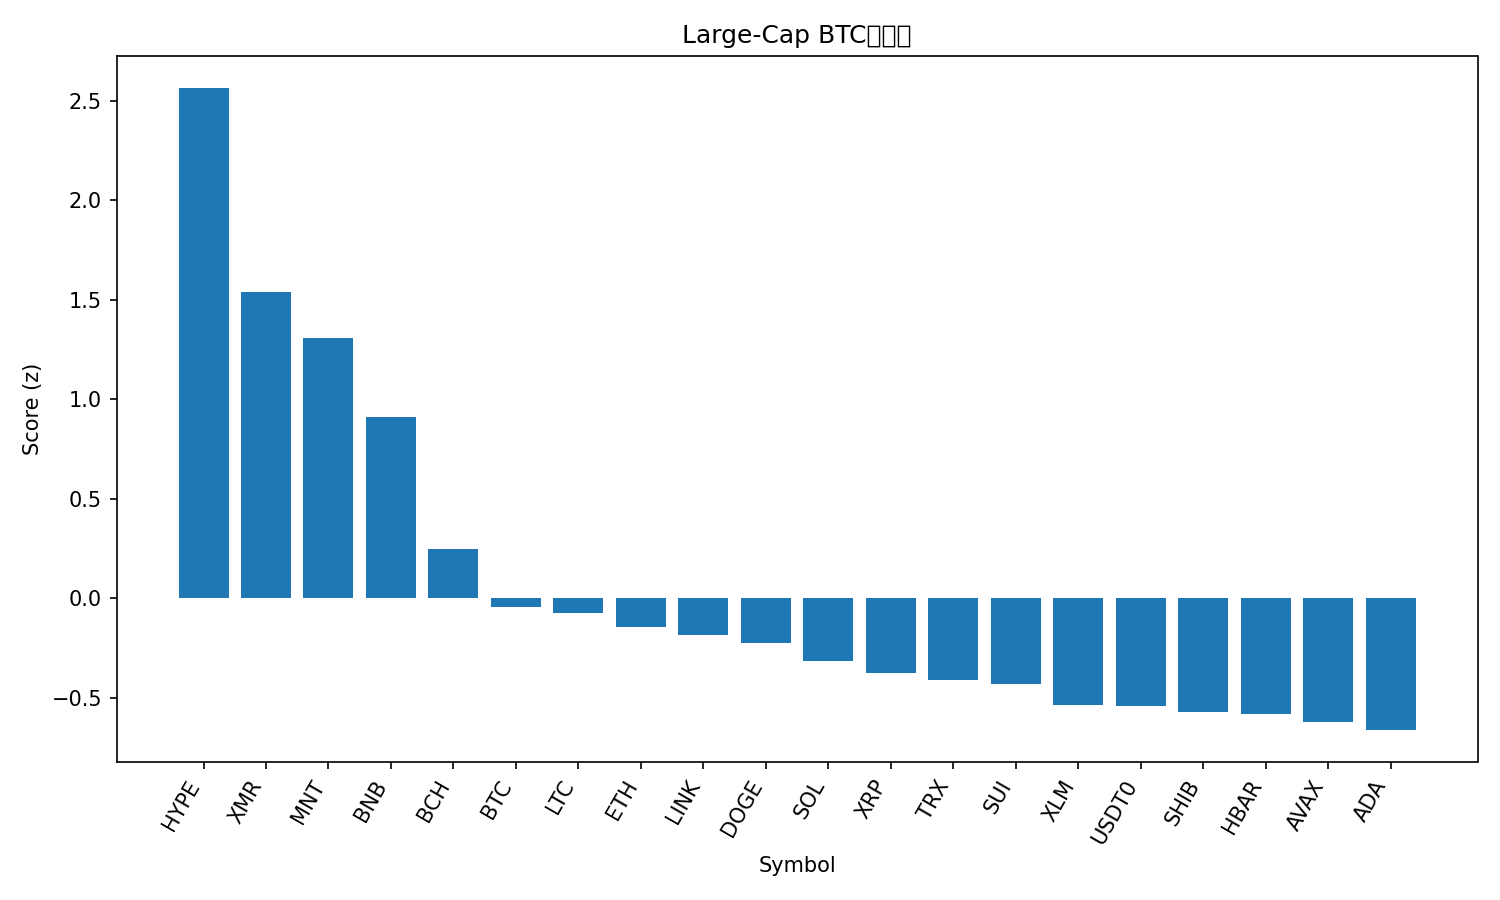 Large-Cap BTC
Score (z)
2.5
2.0
1.5
1.0
0.5
0.0
−0.5
HYPE
XMR
MNT
BNB
BCH
BTC
LTC
ETH
LINK
DOGE
SOL
XRP
TRX
SUI
XLM
USDT0
SHIB
HBAR
AVAX
ADA
Symbol